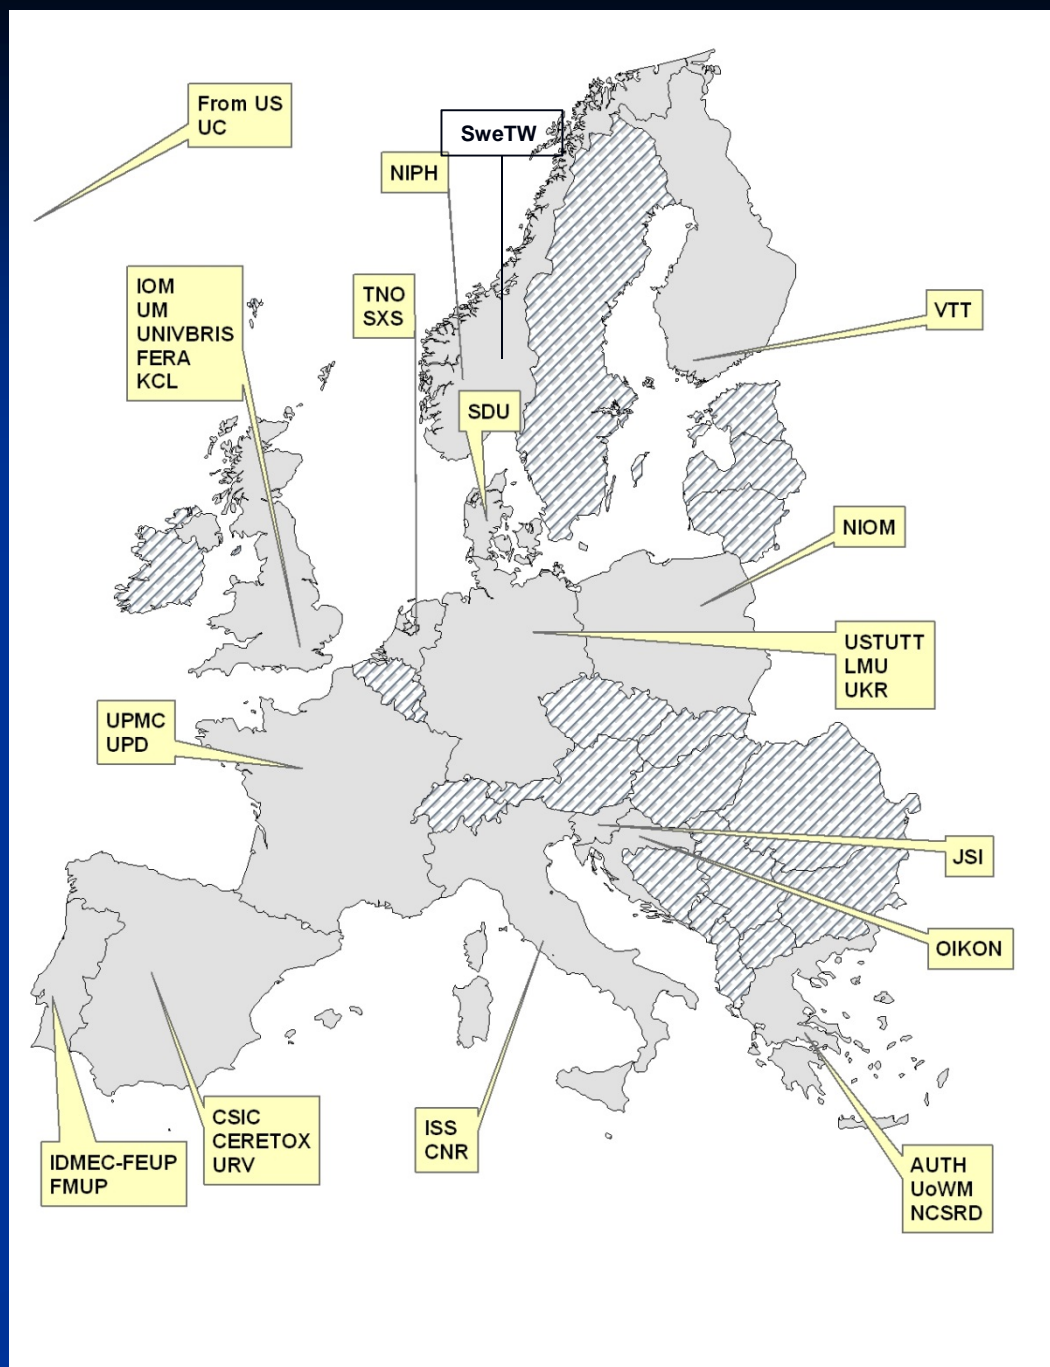 From US
UC
SweTW
NIPH
IOM
UM
UNIVBRIS
FERA
KCL
TNO
SXS
VTT
SDU
NIOM
USTUTT
LMU
UKR
UPMC
UPD
JSI
OIKON
CSIC
CERETOX
URV
ISS
CNR
IDMEC-FEUP
FMUP
AUTH
UoWM
NCSRD